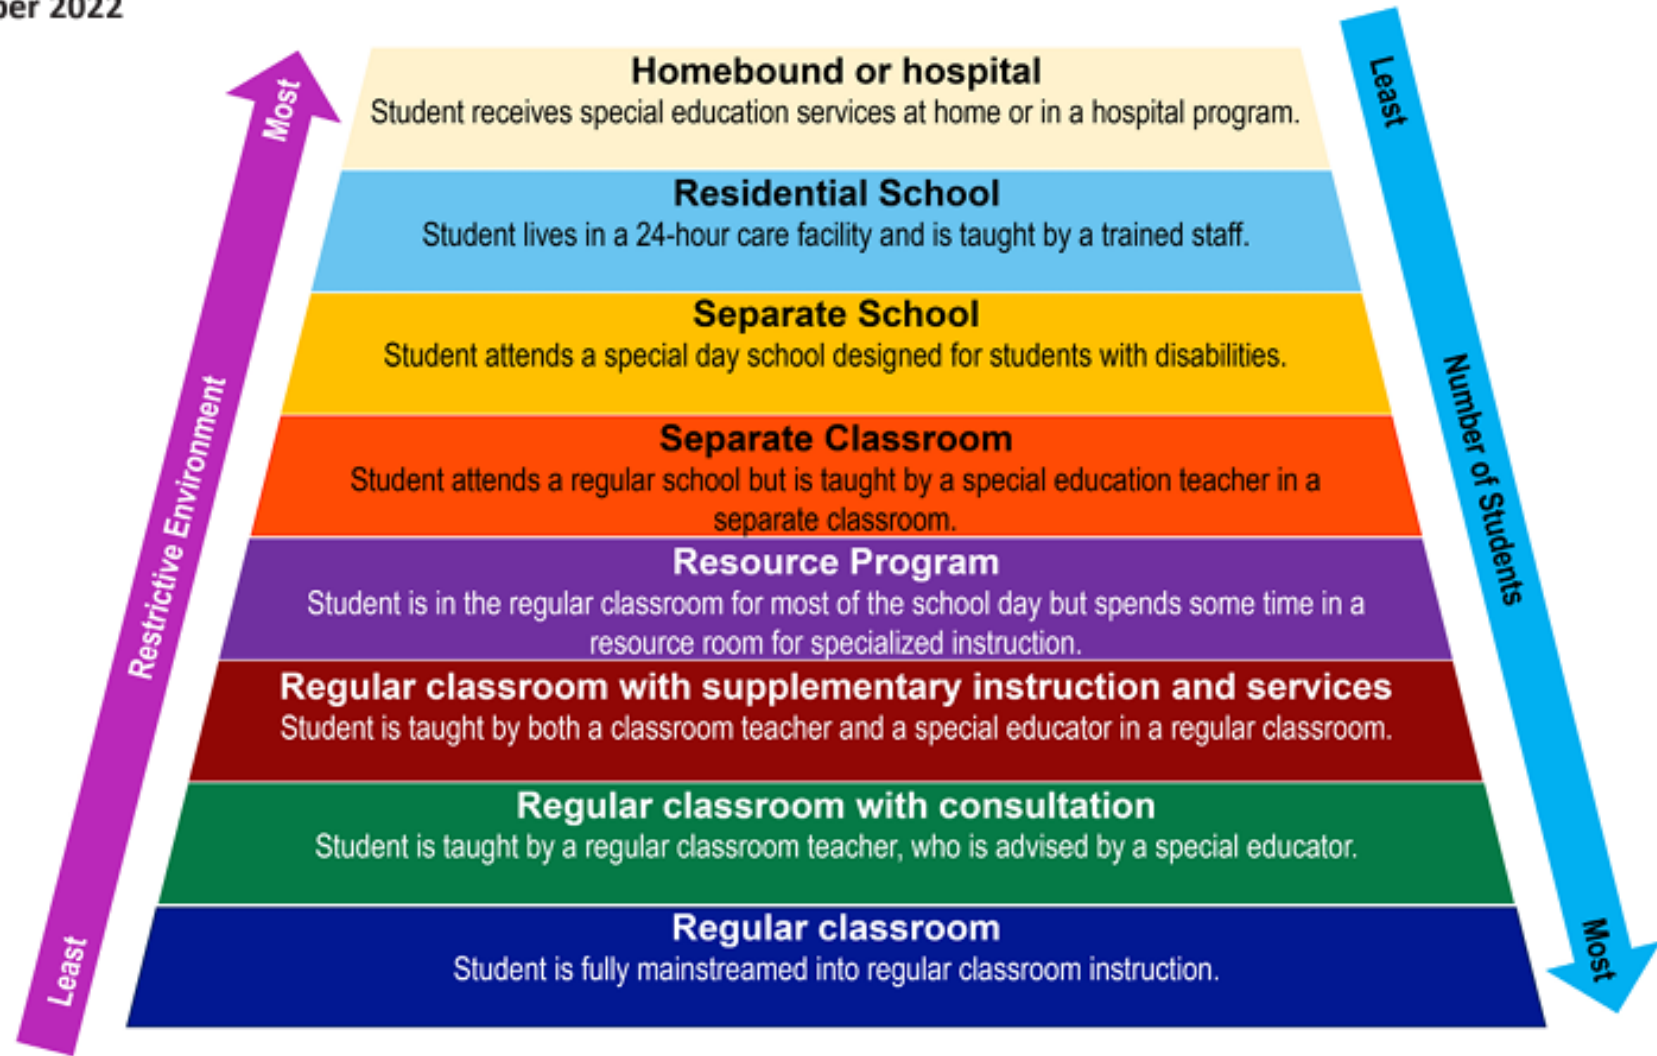 2022
Most
Restrictive Environment
Least
Homebound or hospital
Student receives special education services at home or in a hospital program.
Residential School
Student lives in a 24-hour care facility and is taught by a trained staff.
Separate School
Student attends a special day school designed for students with disabilities.
Separate Classroom
Student attends a regular school but is taught by a special education teacher in a
separate classroom.
Resource Program
Student is in the regular classroom for most of the school day but spends some time in a
resource room for specialized instruction.
Regular classroom with supplementary instruction and services
Student is taught by both a classroom teacher and a special educator in a regular classroom.
Regular classroom with consultation
Student is taught by a regular classroom teacher, who is advised by a special educator.
Regular classroom
Student is fully mainstreamed into regular classroom instruction.
Least
Number of Students
Most